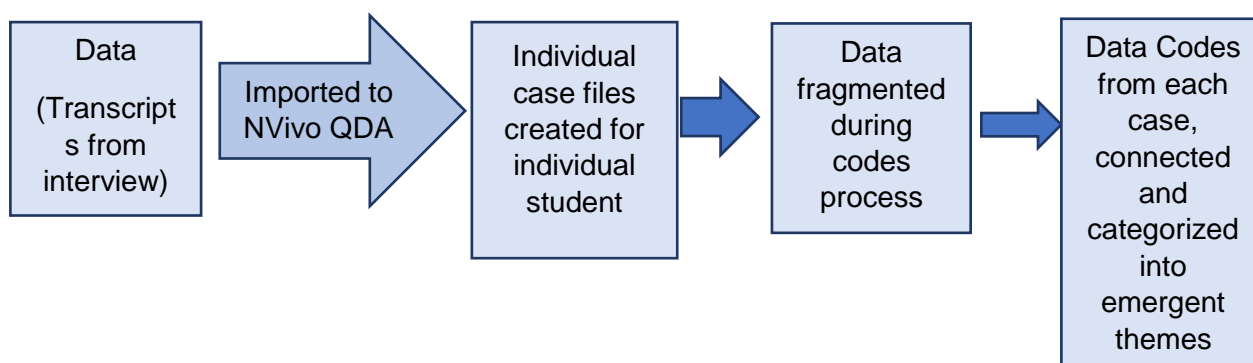 Data
(Transcript
s from
interview)
Imported to
NVivo QDA
Individual
case files
created for
individual
student
Data
fragmented
during
codes
process
Data Codes
from each
case,
connected
and
categorized
into
emergent
themes